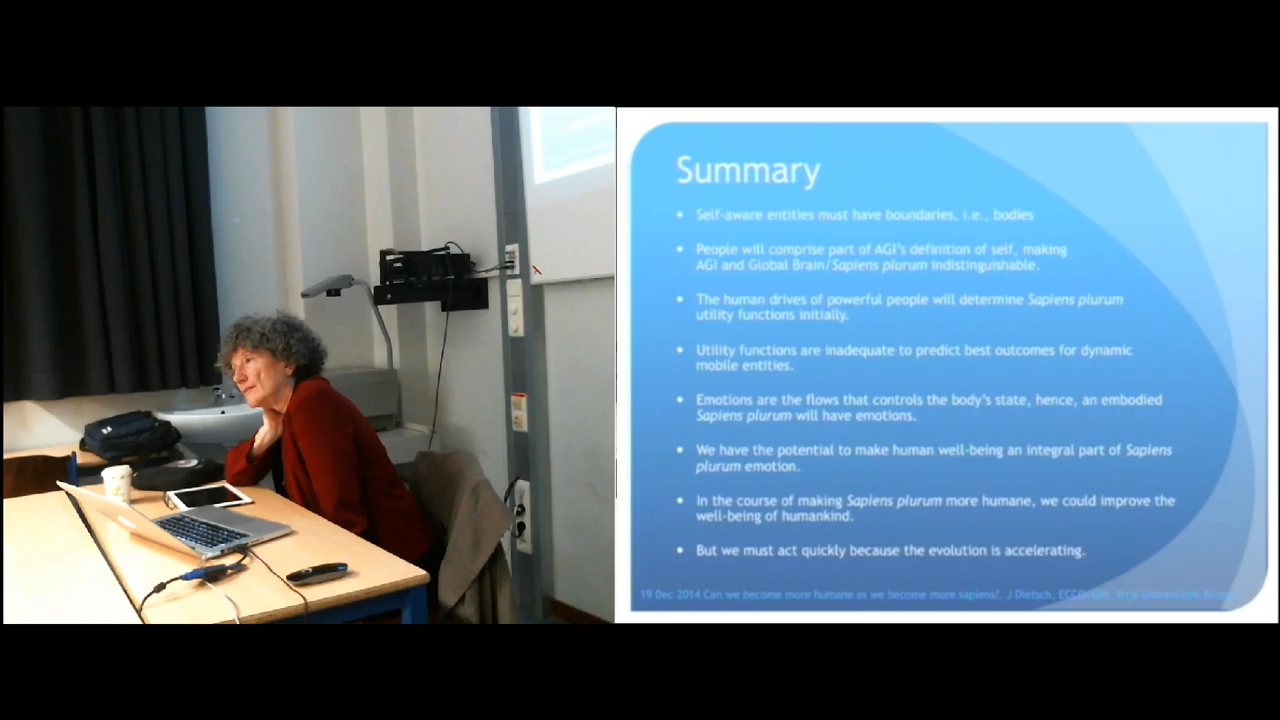 Summary
• Self-aware entities must have boundaries, i.e., bodies
• People will comprise part of AGI's definition of self, making
AGI and Global Brain/Sapiens plurum indistinguishable.
• The human drives of powerful people will determine Sapiens plurum
utility functions initially.
• Utility functions are inadequate to predict best outcomes for dynamic
mobile entities.
• Emotions are the flows that controls the body's state, hence, an embodied
Sapiens plurum will have emotions.
• We have the potential to make human well-being an integral part of Sapiens
plurum emotion.
• In the course of making Sapiens plurum more humane, we could improve the
well-being of humankind.
• But we must act quickly because the evolution is accelerating.
19 Dec 2014 Can we become more humane as we become more sapiens?, J Dietsch, ECCO/GBI, Vrije Universiteit